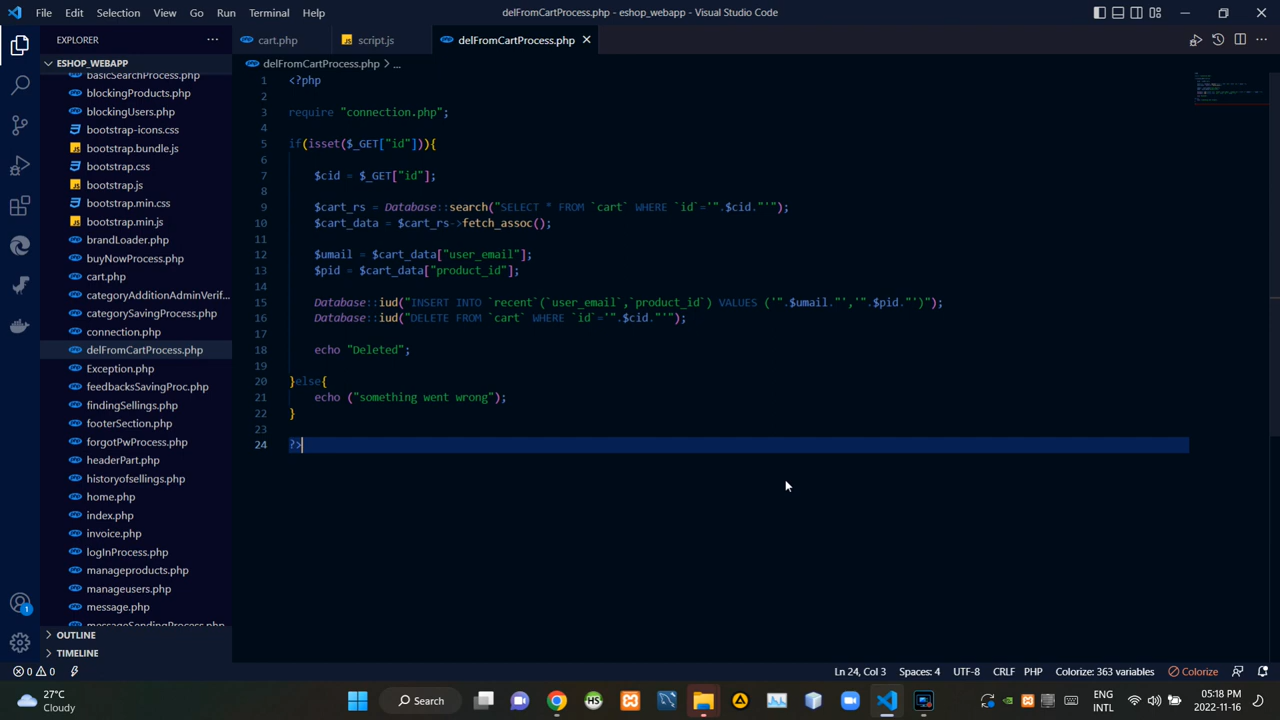 File Edit Selection View Go Run Terminal Help
delFromCartProcess.php - eshop_webapp - Visual Studio Code
EXPLORER
cart.php
script.js
delFromCartProcess.php
ESHOP_WEBAPP
basicSearchProcess.php
blockingProducts.php
blockingUsers.php
bootstrap-icons.css
bootstrap.bundle.js
bootstrap.css
bootstrap.js
bootstrap.min.css
bootstrap.min.js
brandLoader.php
buyNowProcess.php
cart.php
categoryAdditionAdminVerif...
categorySavingProcess.php
connection.php
delFromCartProcess.php
Exception.php
feedbacksSavingProc.php
findingSellings.php
footerSection.php
forgotPwProcess.php
headerPart.php
historyofsellings.php
home.php
index.php
invoice.php
logInProcess.php
manageproducts.php
manageusers.php
message.php
messageSendingProcess.php
OUTLINE
TIMELINE
delFromCartProcess.php > ...
1 <?php
2
3 require "connection.php";
4
5 if(isset($_GET["id"])){
6
7 $cid = $_GET["id"];
8
9 $cart_rs = Database::search("SELECT * FROM `cart` WHERE `id`='".$cid."'");
10 $cart_data = $cart_rs->fetch_assoc();
11
12 $umail = $cart_data["user_email"];
13 $pid = $cart_data["product_id"];
14
15 Database::iud("INSERT INTO `recent`(`user_email`,`product_id`) VALUES ('".$umail."','".$pid."')");
16 Database::iud("DELETE FROM `cart` WHERE `id`='".$cid."'");
17
18 echo "Deleted";
19
20 }else{
21 echo ("something went wrong");
22 }
23
24 ?>
1
0 0
Ln 24, Col 3 Spaces: 4 UTF-8 CRLF PHP Colorize: 363 variables Colorize
27°C
Cloudy
Search
HS
ENG
INTL
05:18 PM
2022-11-16